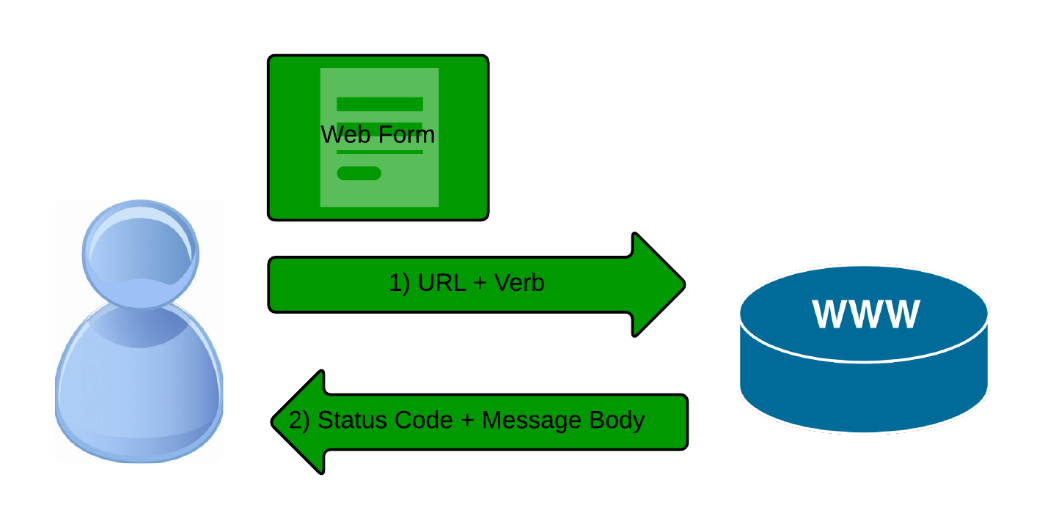 Web Form
1) URL + Verb
WWW
2) Status Code + Message Body